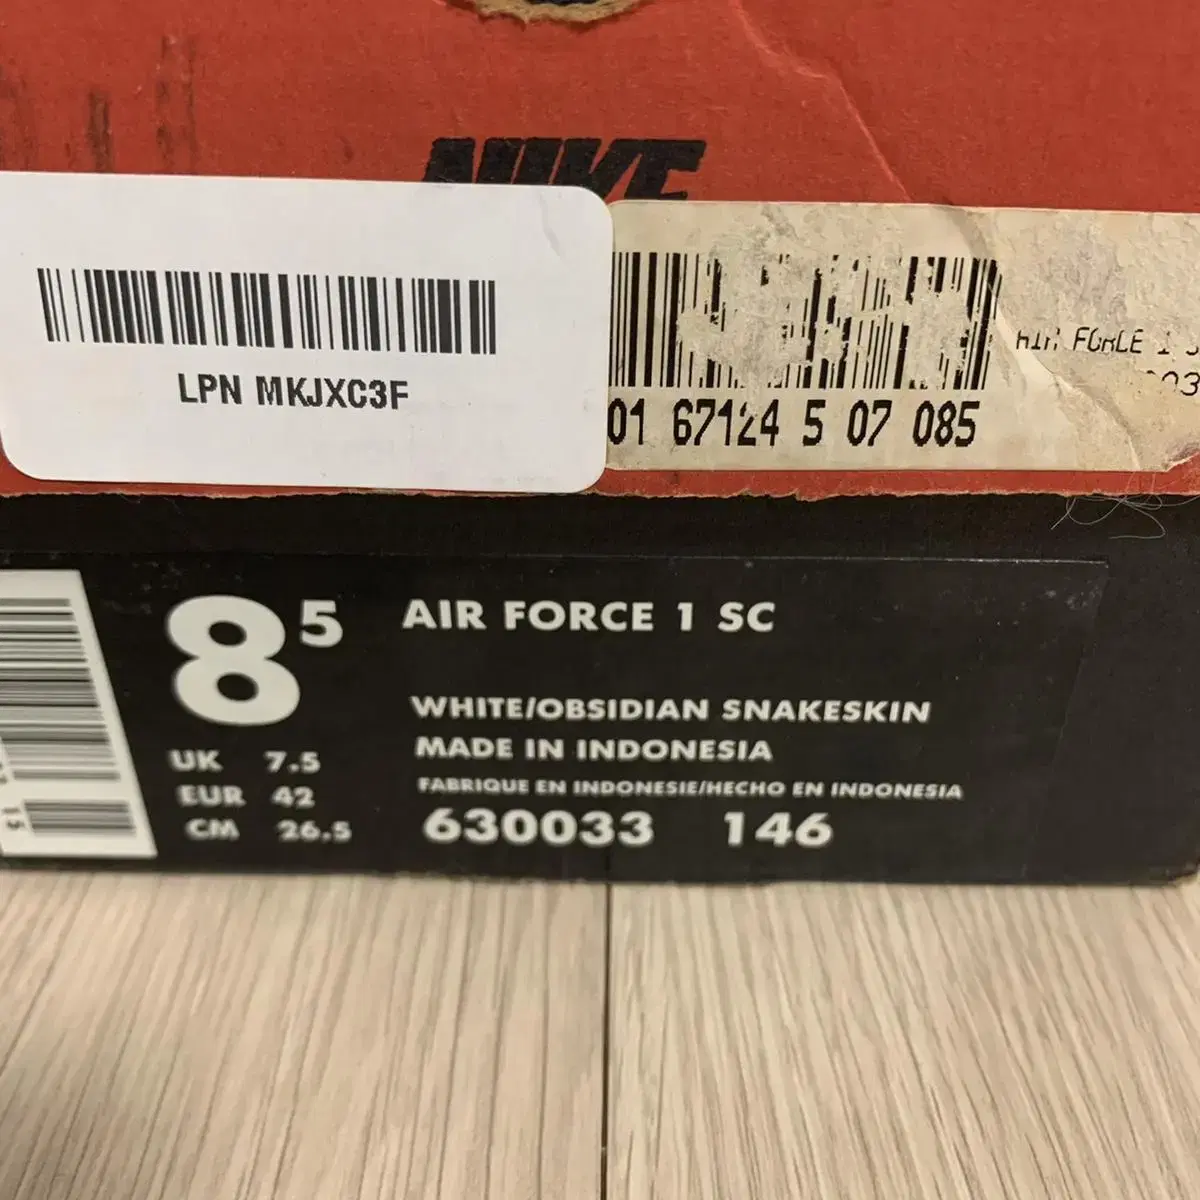 NIKE
LPN MKJXC3F
01 67124 5 07 085
AIR FORCE 1
8 5
AIR FORCE 1 SC
WHITE/OBSIDIAN SNAKESKIN
MADE IN INDONESIA
FABRIQUE EN INDONESIE/HECHO EN INDONESIA
630033 146
UK 7.5
EUR 42
CM 26.5